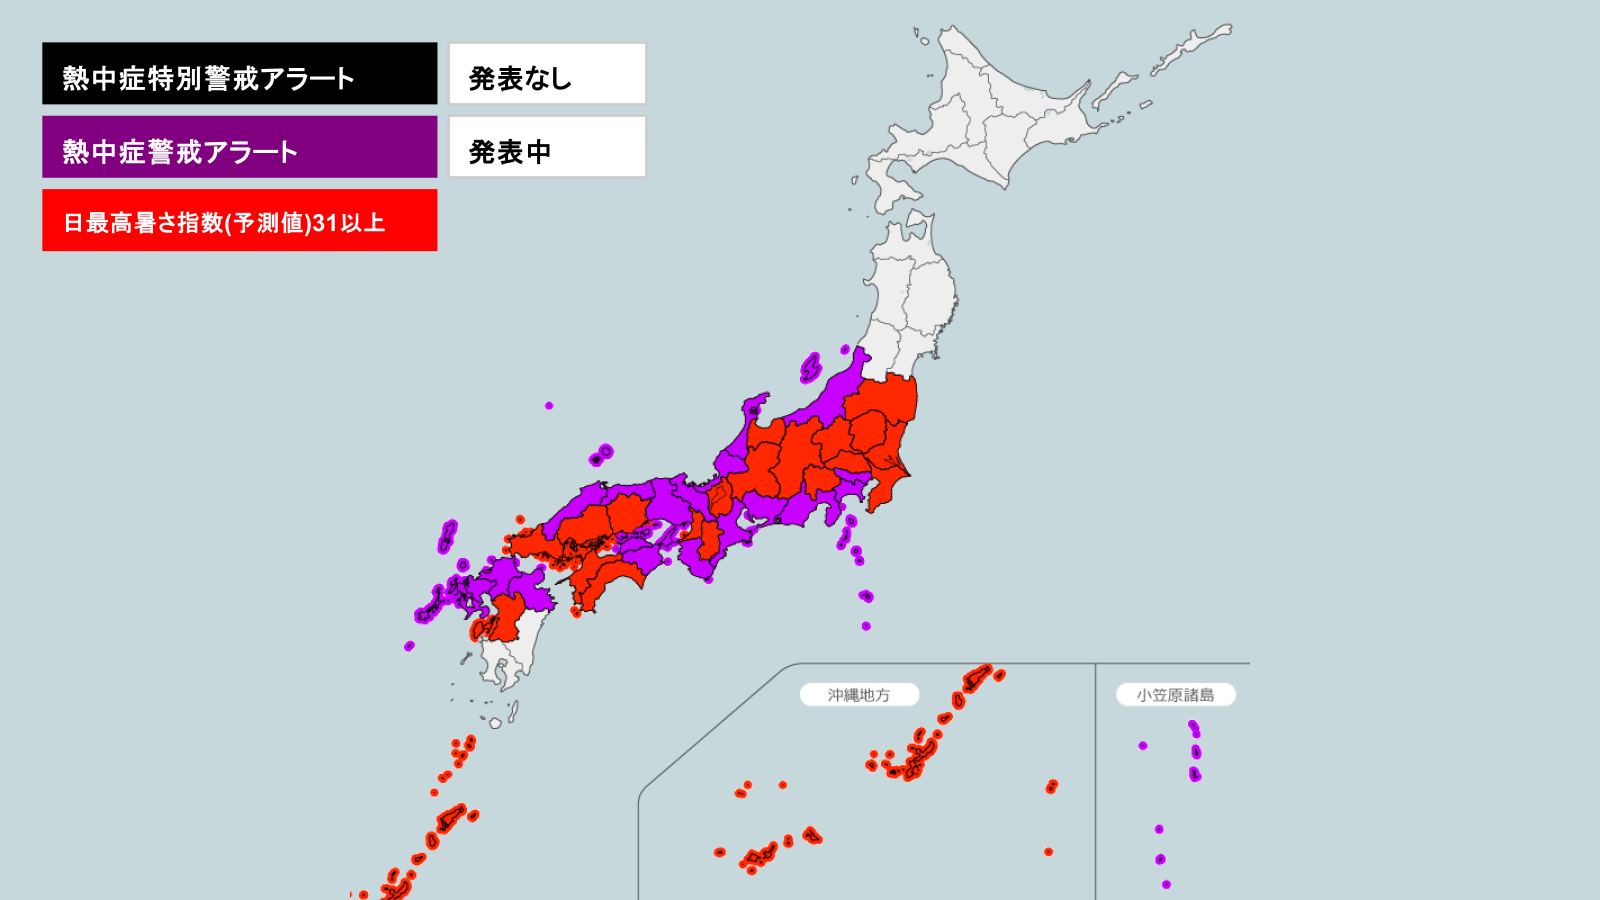 熱中症特別警戒アラート
発表なし
熱中症警戒アラート
発表中
日最高暑さ指数(予測値)31以上
沖縄地方
小笠原諸島